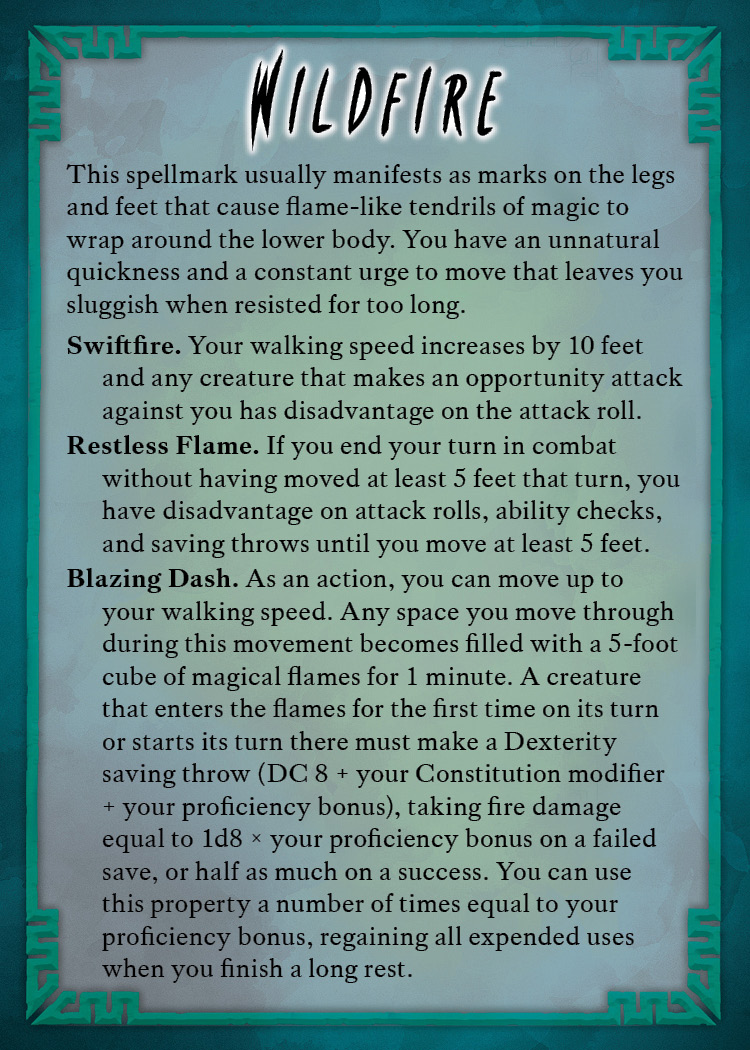 WILDFIRE
This spellmark usually manifests as marks on the legs
and feet that cause flame-like tendrils of magic to
wrap around the lower body. You have an unnatural
quickness and a constant urge to move that leaves you
sluggish when resisted for too long.
Swiftfire. Your walking speed increases by 10 feet
and any creature that makes an opportunity attack
against you has disadvantage on the attack roll.
Restless Flame. If you end your turn in combat
without having moved at least 5 feet that turn, you
have disadvantage on attack rolls, ability checks,
and saving throws until you move at least 5 feet.
Blazing Dash. As an action, you can move up to
your walking speed. Any space you move through
during this movement becomes filled with a 5-foot
cube of magical flames for 1 minute. A creature
that enters the flames for the first time on its turn
or starts its turn there must make a Dexterity
saving throw (DC 8 + your Constitution modifier
+ your proficiency bonus), taking fire damage
equal to 1d8 × your proficiency bonus on a failed
save, or half as much on a success. You can use
this property a number of times equal to your
proficiency bonus, regaining all expended uses
when you finish a long rest.